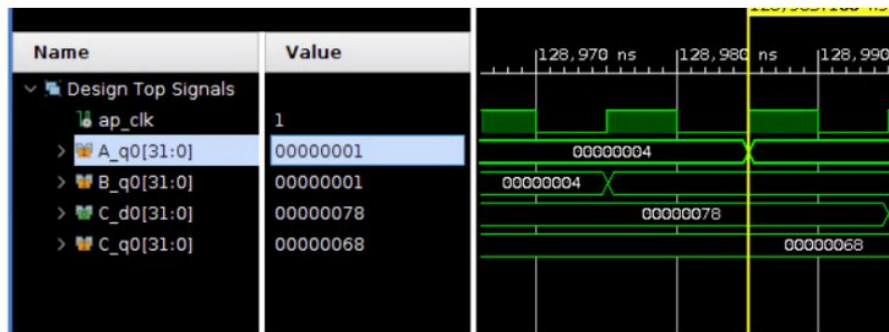 Name Value
128,970 ns 128,980 ns 128,990
Design Top Signals
ap_clk 1
A_q0[31:0] 00000001 00000004
B_q0[31:0] 00000001 00000004
C_d0[31:0] 00000078 00000078
C_q0[31:0] 00000068 00000068